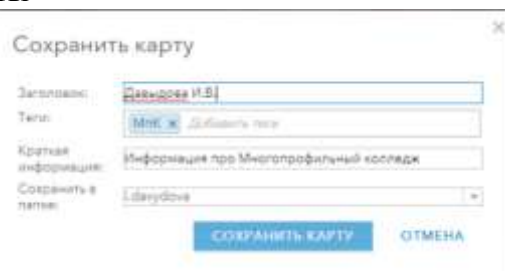 Сохранить карту
Заголовок: Давыдова И.В.
Теги: МпК × Добавить теги
Краткая информация: Информация про Многопрофильный колледж
Сохранить в папке: i.davydova
СОХРАНИТЬ КАРТУ ОТМЕНА